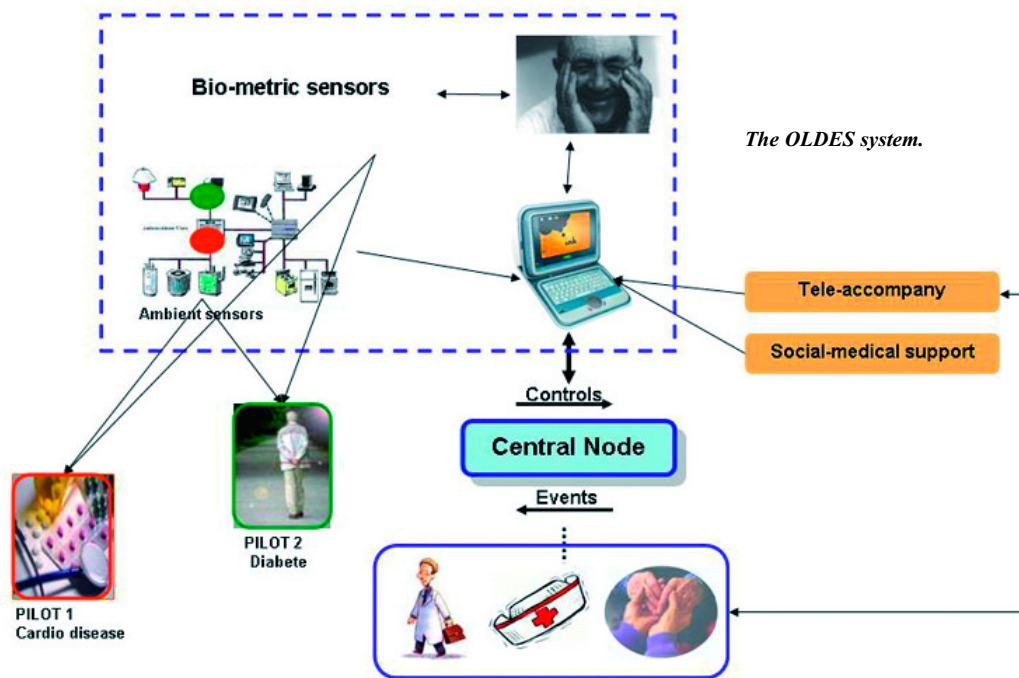 Bio-metric sensors
The OLDES system.
Ambient sensors
Tele-accompany
Social-medical support
Controls
Central Node
Events
PILOT 2
Diabete
PILOT 1
Cardio disease